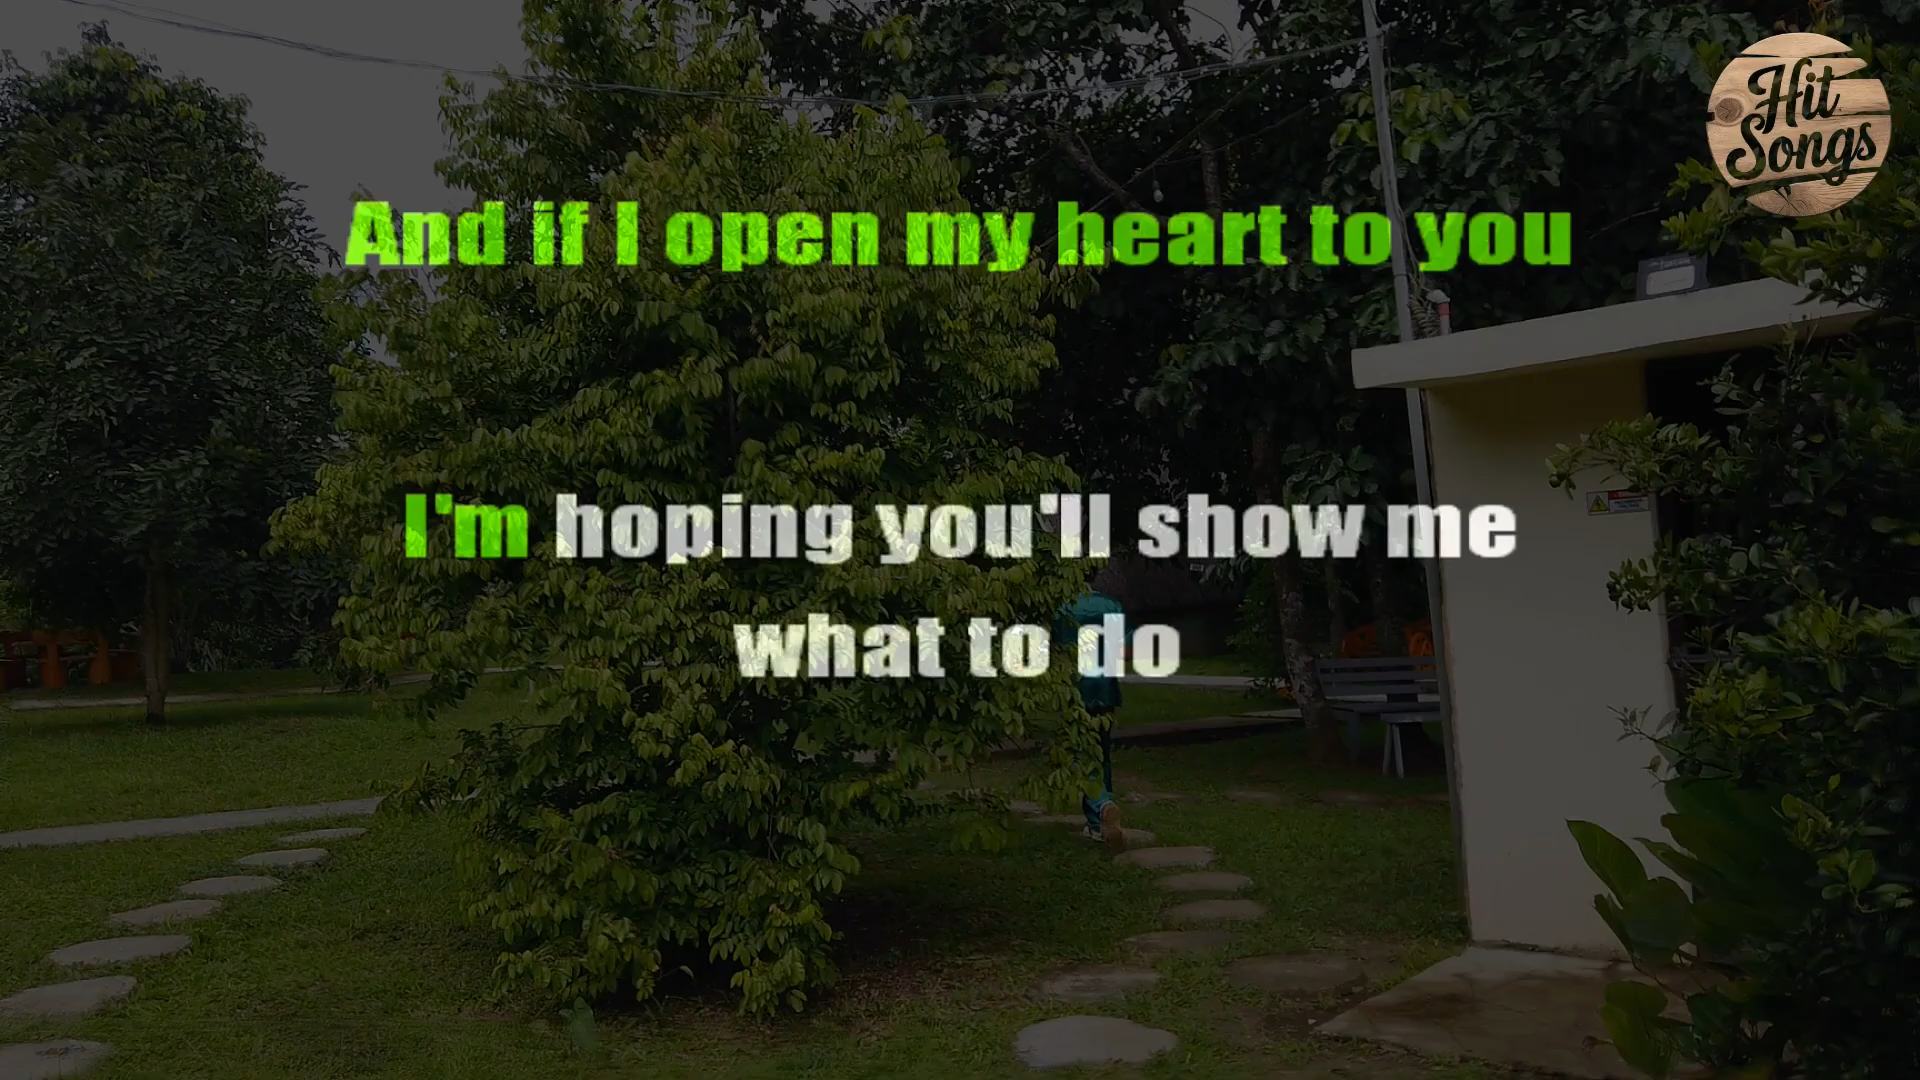 Hit
Songs
And if I open my heart to you
I'm hoping you'll show me
what to do